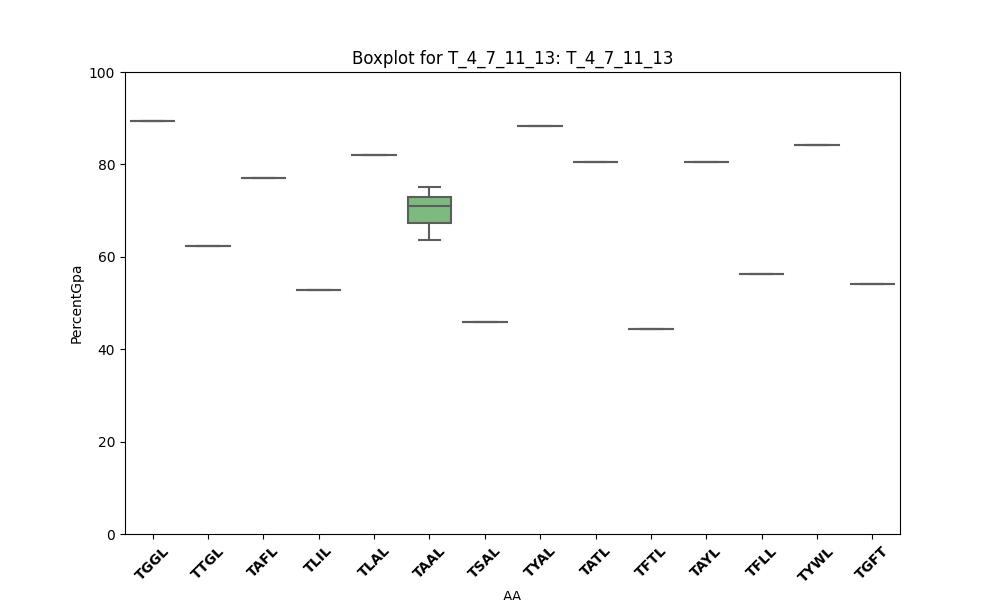 Boxplot for T_4_7_11_13: T_4_7_11_13
100
80
60
40
20
0
PercentGpa
TGGL
TTGL
TAFL
TLIL
TLAL
TAAL
TSAL
TYAL
TATL
TFTL
TAYL
TFLL
TYWL
TGFT
AA